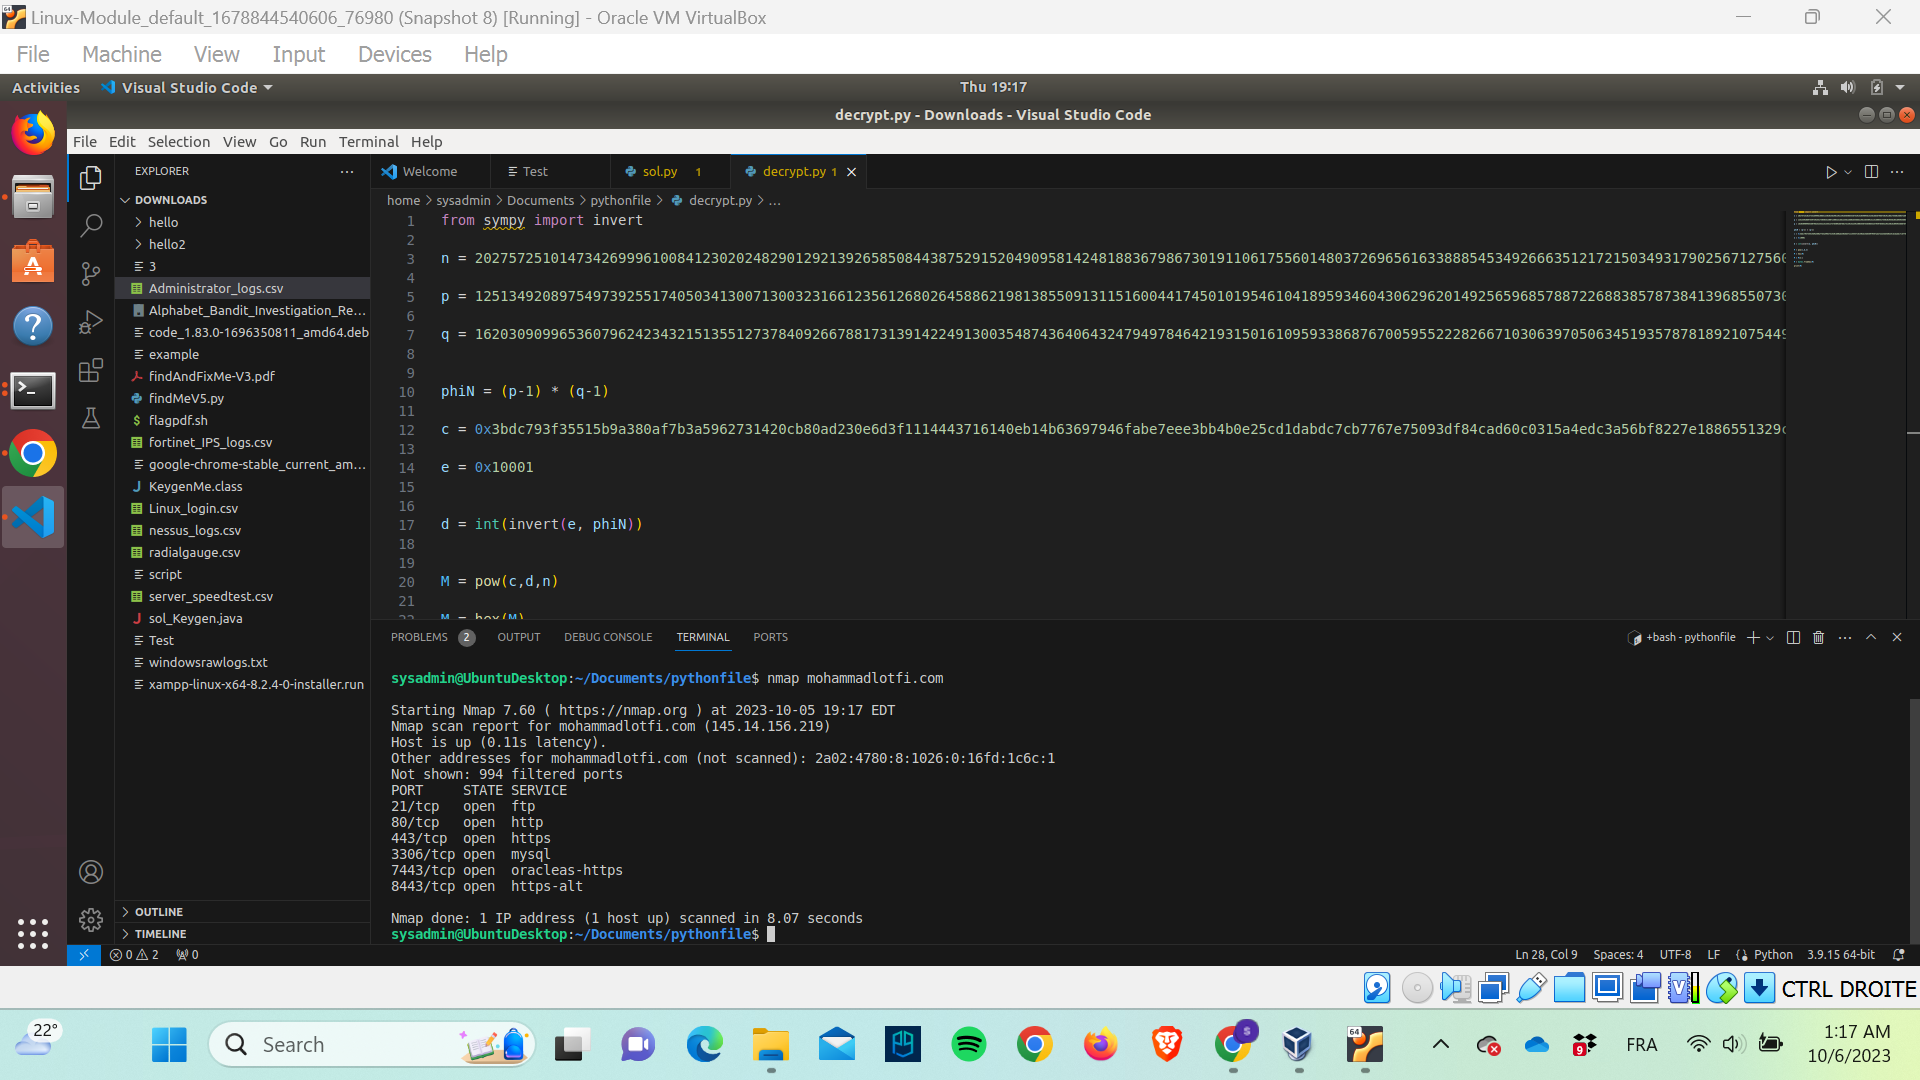 Linux-Module_default_1678844540606_76980 (Snapshot 8) [Running] - Oracle VM VirtualBox
File Machine View Input Devices Help
Activities Visual Studio Code Thu 19:17
decrypt.py - Downloads - Visual Studio Code
File Edit Selection View Go Run Terminal Help
EXPLORER
DOWNLOADS
hello
hello2
3
Administrator_logs.csv
Alphabet_Bandit_Investigation_Re...
code_1.83.0-1696350811_amd64.deb
example
findAndFixMe-V3.pdf
findMeV5.py
flagpdf.sh
fortinet_IPS_logs.csv
google-chrome-stable_current_am...
KeygenMe.class
Linux_login.csv
nessus_logs.csv
radialgauge.csv
script
server_speedtest.csv
sol_Keygen.java
Test
windowsrawlogs.txt
xampp-linux-x64-8.2.4-0-installer.run
OUTLINE
TIMELINE
Welcome Test sol.py 1 decrypt.py 1
home > sysadmin > Documents > pythonfile > decrypt.py > ...
1 from sympy import invert
2
3 n =
4
5 p =
6
7 q =
8
9
10 phiN = (p-1) * (q-1)
11
12 c =
13
14 e = 0x10001
15
16
17 d = int(invert(e, phiN))
18
19
20 M = pow(c,d,n)
21
22 M = hex(M)
PROBLEMS 2 OUTPUT DEBUG CONSOLE TERMINAL PORTS +bash - pythonfile
sysadmin@UbuntuDesktop:~/Documents/pythonfile$ nmap mohammadlotfi.com
Starting Nmap 7.60 ( https://nmap.org ) at 2023-10-05 19:17 EDT
Nmap scan report for mohammadlotfi.com (145.14.156.219)
Host is up (0.11s latency).
Other addresses for mohammadlotfi.com (not scanned): 2a02:4780:8:1026:0:16fd:1c6c:1
Not shown: 994 filtered ports
PORT STATE SERVICE
21/tcp open ftp
80/tcp open http
443/tcp open https
3306/tcp open mysql
7443/tcp open oracleas-https
8443/tcp open https-alt
Nmap done: 1 IP address (1 host up) scanned in 8.07 seconds
sysadmin@UbuntuDesktop:~/Documents/pythonfile$
0 2 0 Ln 28, Col 9 Spaces: 4 UTF-8 LF Python 3.9.15 64-bit
CTRL DROITE
22° Search 64 S 9 FRA 1:17 AM
10/6/2023